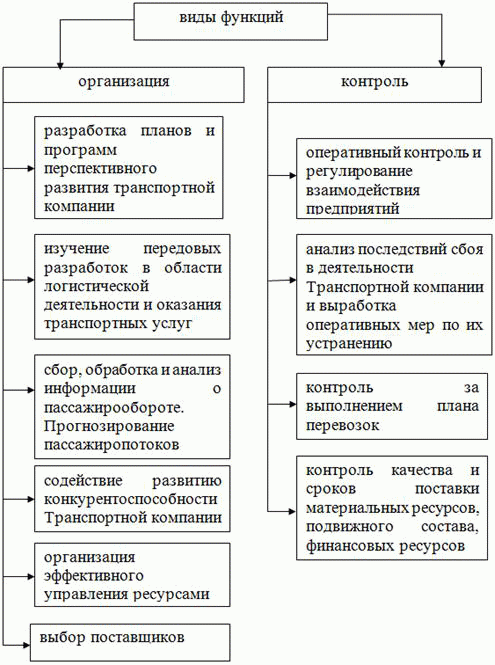 виды функций
организация
разработка планов и
программ
перспективного
развития транспортной
компании
изучение передовых
разработок в области
логистической
деятельности и оказания
транспортных услуг
сбор, обработка и анализ
информации о
пассажирообороте.
Прогнозирование
пассажиропотоков
содействие развитию
конкурентоспособности
Транспортной компании
организация
эффективного
управления ресурсами
выбор поставщиков
контроль
оперативный контроль и
регулирование
взаимодействия
предприятий
анализ последствий сбоя
в деятельности
Транспортной компании
и выработка
оперативных мер по их
устранению
контроль за
выполнением плана
перевозок
контроль качества и
сроков поставки
материальных ресурсов,
подвижного состава,
финансовых ресурсов